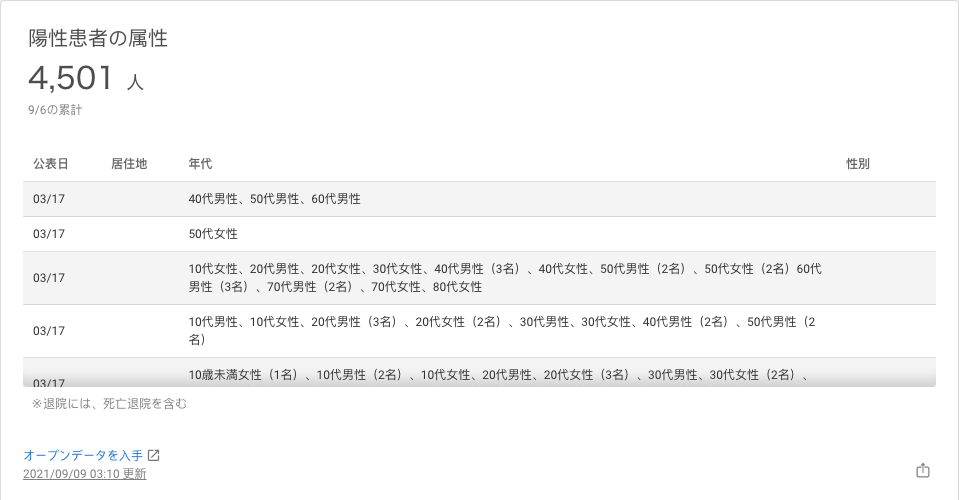 陽性患者の属性
4,501 人
9/6の累計
公表日 居住地 年代 性別
03/17 40代男性、50代男性、60代男性
03/17 50代女性
03/17 10代女性、20代男性、20代女性、30代女性、40代男性（3名）、40代女性、50代男性（2名）、50代女性（2名）60代
男性（3名）、70代男性（2名）、70代女性、80代女性
03/17 10代男性、10代女性、20代男性（3名）、20代女性（2名）、30代男性、30代女性、40代男性（2名）、50代男性（2
名）
03/17 10歳未満女性（1名）、10代男性（2名）、10代女性、20代男性、20代女性（3名）、30代男性、30代女性（2名）、
※退院には、死亡退院を含む
オープンデータを入手
2021/09/09 03:10 更新